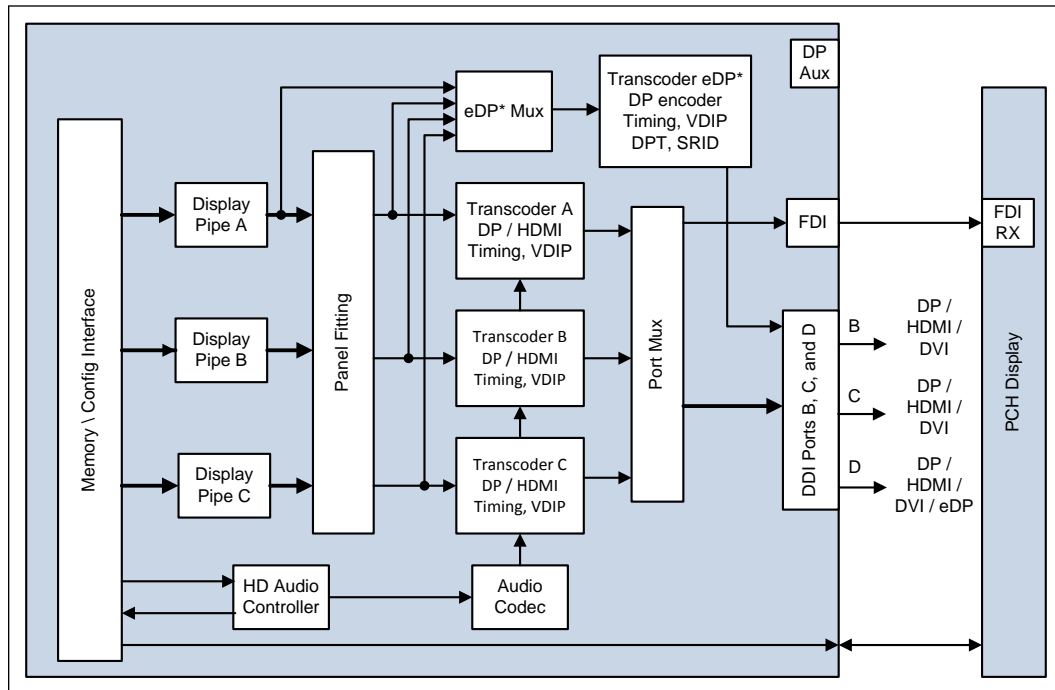 DP
Aux
Transcoder eDP*
DP encoder
Timing, VDIP
DPT, SRID
eDP* Mux
Memory \ Config Interface
Display
Pipe A
Display
Pipe B
Display
Pipe C
Panel Fitting
Transcoder A
DP / HDMI
Timing, VDIP
Transcoder B
DP / HDMI
Timing, VDIP
Transcoder C
DP / HDMI
Timing, VDIP
Port Mux
FDI
FDI
RX
DDI Ports B, C, and D
B
DP /
HDMI /
DVI
C
DP /
HDMI /
DVI
D
DP /
HDMI /
DVI / eDP
PCH Display
HD Audio
Controller
Audio
Codec